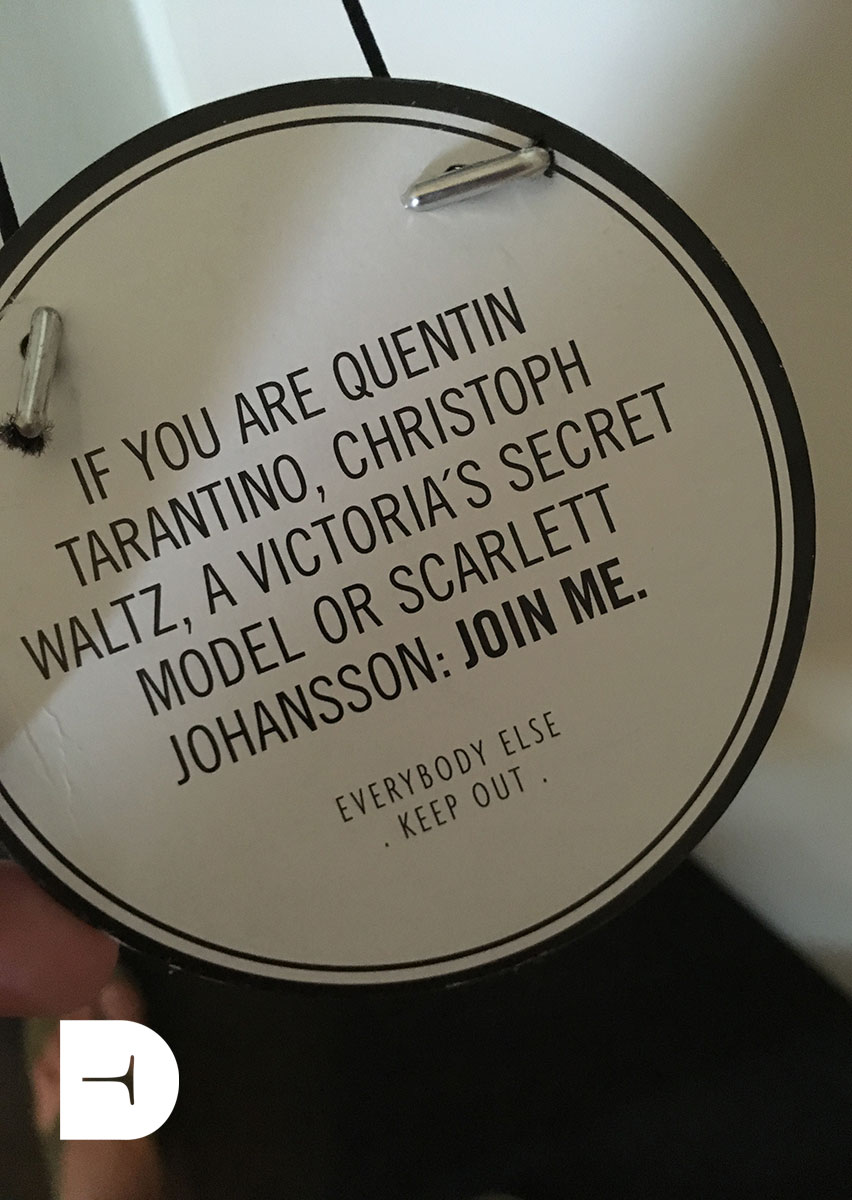 IF YOU ARE QUENTIN
TARANTINO, CHRISTOPH
WALTZ, A VICTORIA´S SECRET
MODEL OR SCARLETT
JOHANSSON: JOIN ME.
EVERYBODY ELSE
. KEEP OUT .